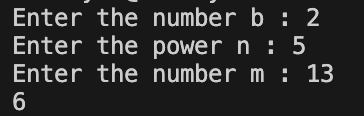 Enter the number b : 2
Enter the power n : 5
Enter the number m : 13
6